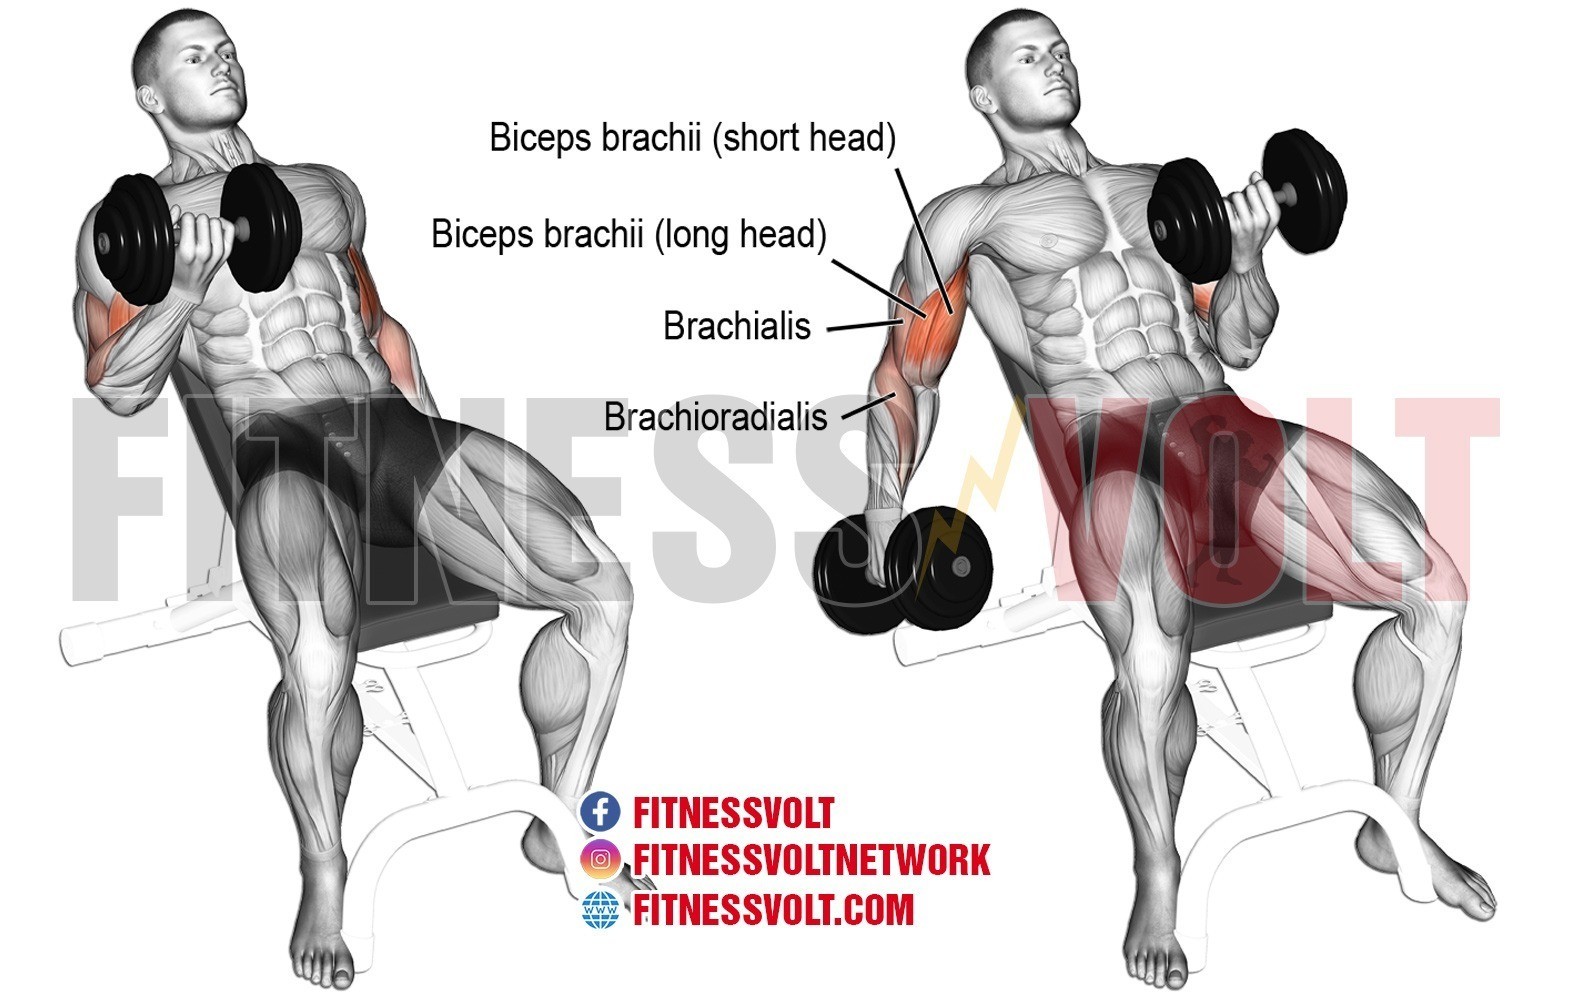 Biceps brachii (short head)
Biceps brachii (long head)
Brachialis
Brachioradialis
FITNESS VOLT
FITNESSVOLT
FITNESSVOLTNETWORK
WWW
FITNESSVOLT.COM